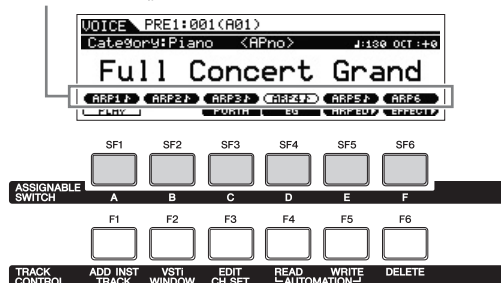 VOICE PRE1:001(A01)
Category:Piano <APno> ♩:130 OCT:+0
Full Concert Grand
ARP1♪ ARP2♪ ARP3♪ ARP4♪ ARP5♪ ARP6
PLAY PORTA EG ARP ED♪ EFFECT♪
SF1 SF2 SF3 SF4 SF5 SF6
ASSIGNABLE
SWITCH A B C D E F
F1 F2 F3 F4 F5 F6
TRACK ADD INST VSTi EDIT READ WRITE DELETE
CONTROL TRACK WINDOW CH SET AUTOMATION